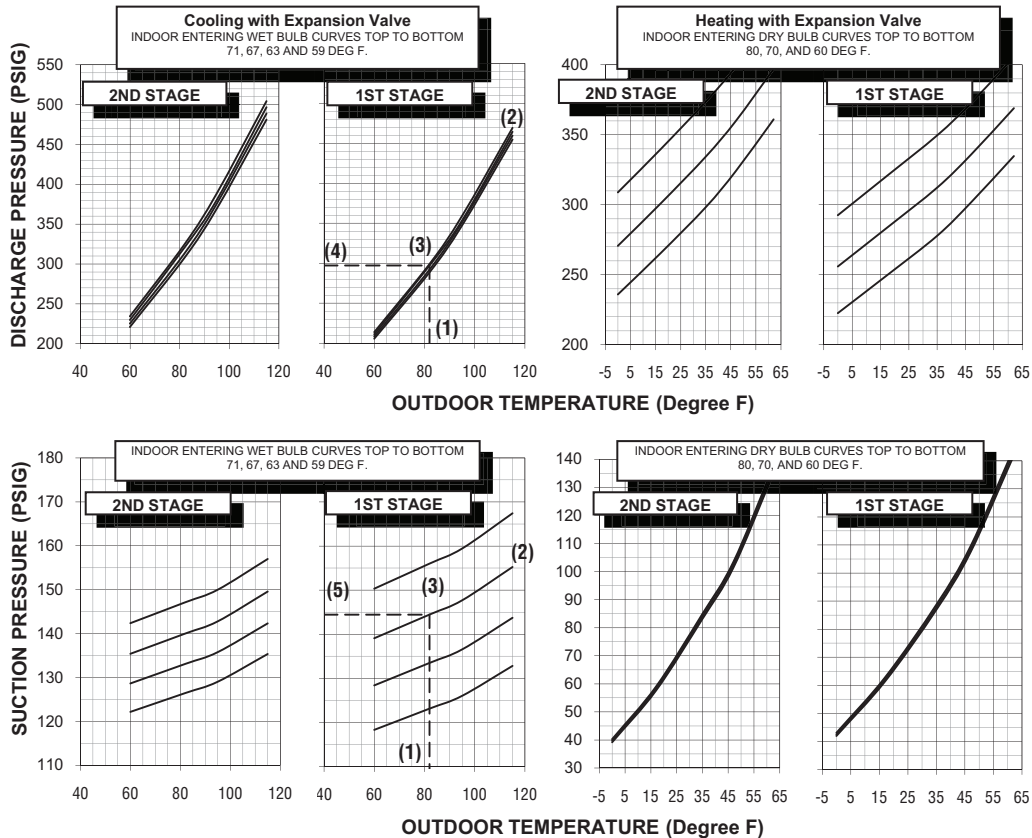 Cooling with Expansion Valve
INDOOR ENTERING WET BULB CURVES TOP TO BOTTOM
71, 67, 63 AND 59 DEG F.
Heating with Expansion Valve
INDOOR ENTERING DRY BULB CURVES TOP TO BOTTOM
80, 70, AND 60 DEG F.
DISCHARGE PRESSURE (PSIG)
550
500
450
400
350
300
250
200
2ND STAGE
40 60 80 100 120
1ST STAGE
(2)
(3)
(4)
(1)
40 60 80 100 120
400
350
300
250
200
2ND STAGE
-5 5 15 25 35 45 55 65
1ST STAGE
-5 5 15 25 35 45 55 65
OUTDOOR TEMPERATURE (Degree F)
INDOOR ENTERING WET BULB CURVES TOP TO BOTTOM
71, 67, 63 AND 59 DEG F.
INDOOR ENTERING DRY BULB CURVES TOP TO BOTTOM
80, 70, AND 60 DEG F.
SUCTION PRESSURE (PSIG)
180
170
160
150
140
130
120
110
2ND STAGE
40 60 80 100 120
1ST STAGE
(2)
(5)
(3)
(1)
40 60 80 100 120
140
130
120
110
100
90
80
70
60
50
40
30
2ND STAGE
-5 5 15 25 35 45 55 65
1ST STAGE
-5 5 15 25 35 45 55 65
OUTDOOR TEMPERATURE (Degree F)